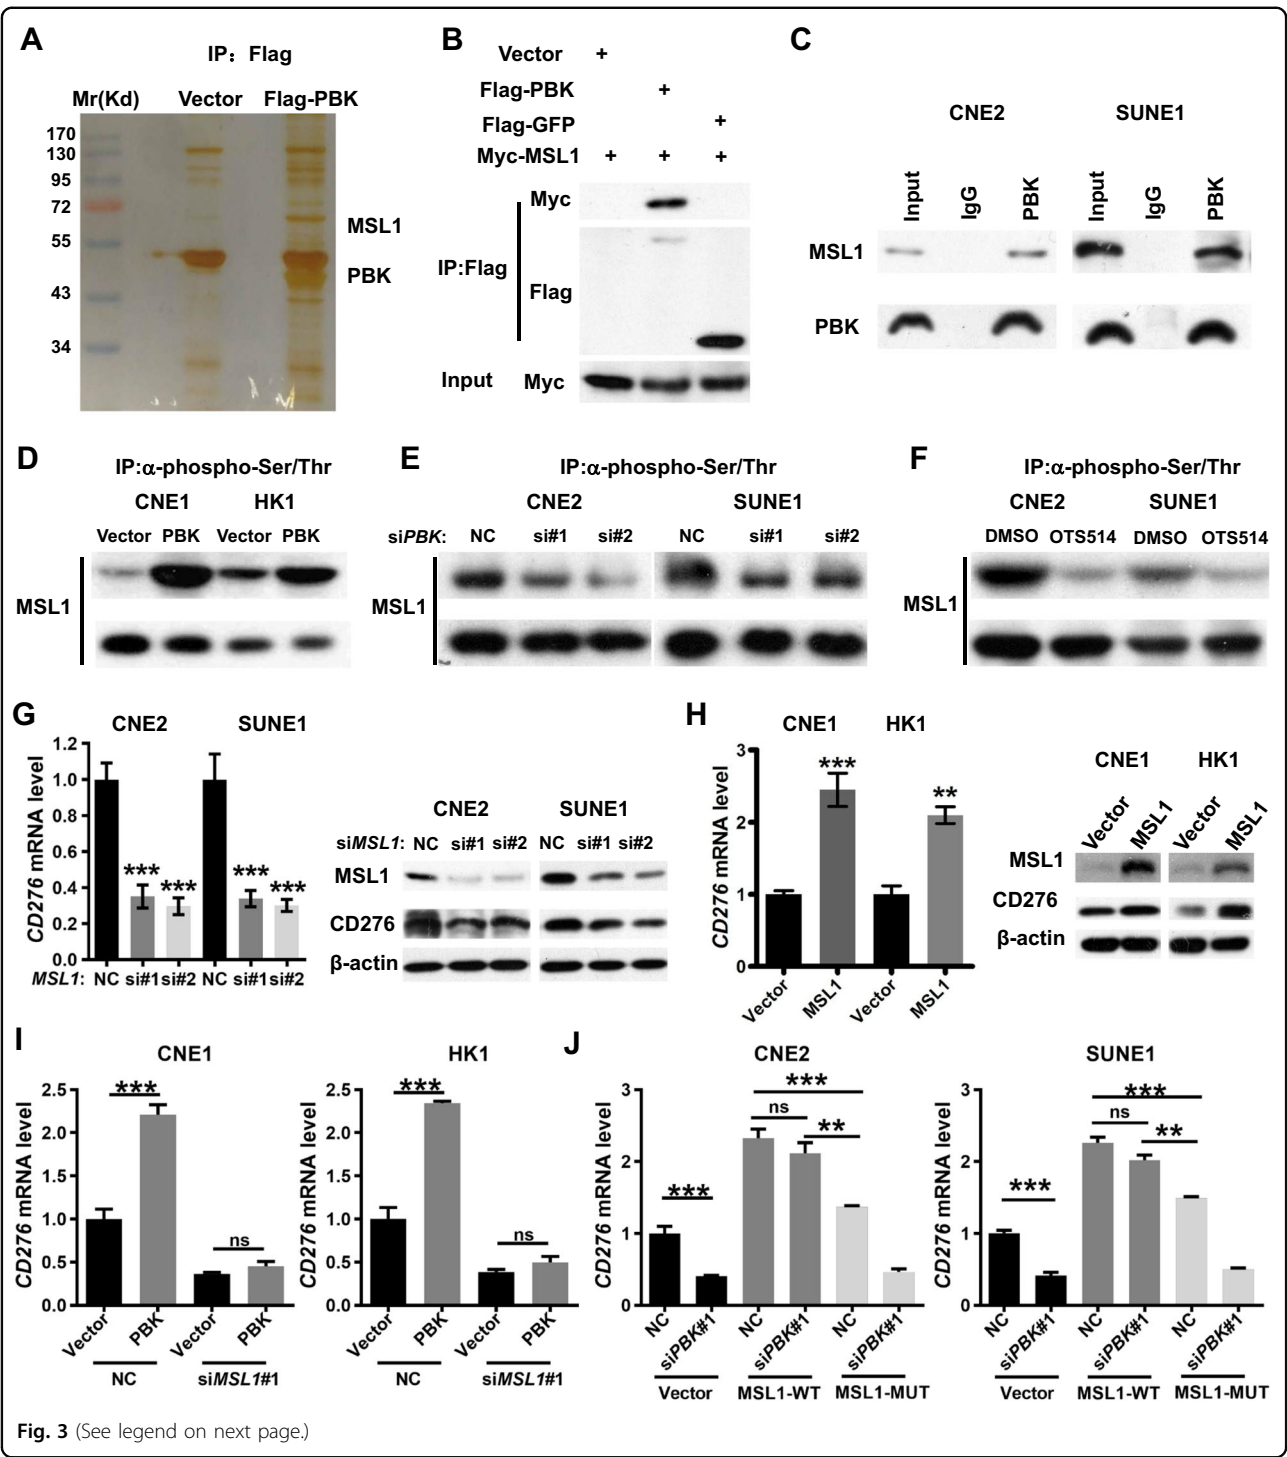 A
IP: Flag
Mr(Kd) Vector Flag-PBK
170
130
95
72
55
43
34
MSL1
PBK
B
Vector +
Flag-PBK +
Flag-GFP +
Myc-MSL1 + + +
IP:Flag
Myc
Flag
Input Myc
C
CNE2 SUNE1
Input IgG PBK Input IgG PBK
MSL1
PBK
D
IP:α-phospho-Ser/Thr
CNE1 HK1
Vector PBK Vector PBK
MSL1
E
IP:α-phospho-Ser/Thr
CNE2 SUNE1
siPBK: NC si#1 si#2 NC si#1 si#2
MSL1
F
IP:α-phospho-Ser/Thr
CNE2 SUNE1
DMSO OTS514 DMSO OTS514
MSL1
G
CNE2 SUNE1
CD276 mRNA level
1.2
1.0
0.8
0.6
0.4
0.2
0.0
*** *** *** ***
MSL1: NC si#1 si#2 NC si#1 si#2
CNE2 SUNE1
siMSL1: NC si#1 si#2 NC si#1 si#2
MSL1
CD276
β-actin
H
CNE1 HK1
CD276 mRNA level
3
2
1
0
*** **
Vector MSL1 Vector MSL1
CNE1 HK1
Vector MSL1 Vector MSL1
MSL1
CD276
β-actin
I
CNE1
CD276 mRNA level
2.5
2.0
1.5
1.0
0.5
0.0
*** ns
Vector PBK Vector PBK
NC siMSL1#1
HK1
CD276 mRNA level
2.5
2.0
1.5
1.0
0.5
0.0
*** ns
Vector PBK Vector PBK
NC siMSL1#1
J
CNE2
CD276 mRNA level
3
2
1
0
***
ns
**
***
NC siPBK#1 NC siPBK#1 NC siPBK#1
Vector MSL1-WT MSL1-MUT
SUNE1
CD276 mRNA level
3
2
1
0
***
ns
**
***
NC siPBK#1 NC siPBK#1 NC siPBK#1
Vector MSL1-WT MSL1-MUT
Fig. 3 (See legend on next page.)